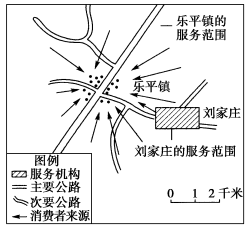 乐平镇的
服务范围
乐平镇
刘家庄
刘家庄的服务范围
图例
服务机构
主要公路
次要公路
消费者来源
0 1 2千米